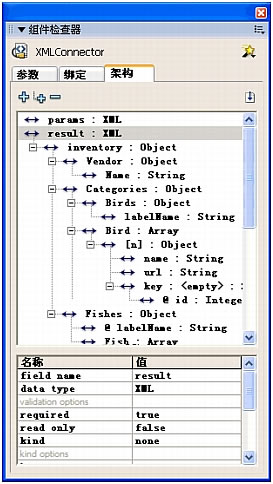 组件检查器
XMLConnector
参数
绑定
架构
params : XML
result : XML
inventory : Object
Vendor : Object
Name : String
Categories : Object
Birds : Object
labelName : String
Bird : Array
[n] : Object
name : String
url : String
key : <empty> :
@ id : Intege
Fishes : Object
@ labelName : String
Fish : Array
名称 值
field name result
data type XML
validation options
required true
read only false
kind none
kind options